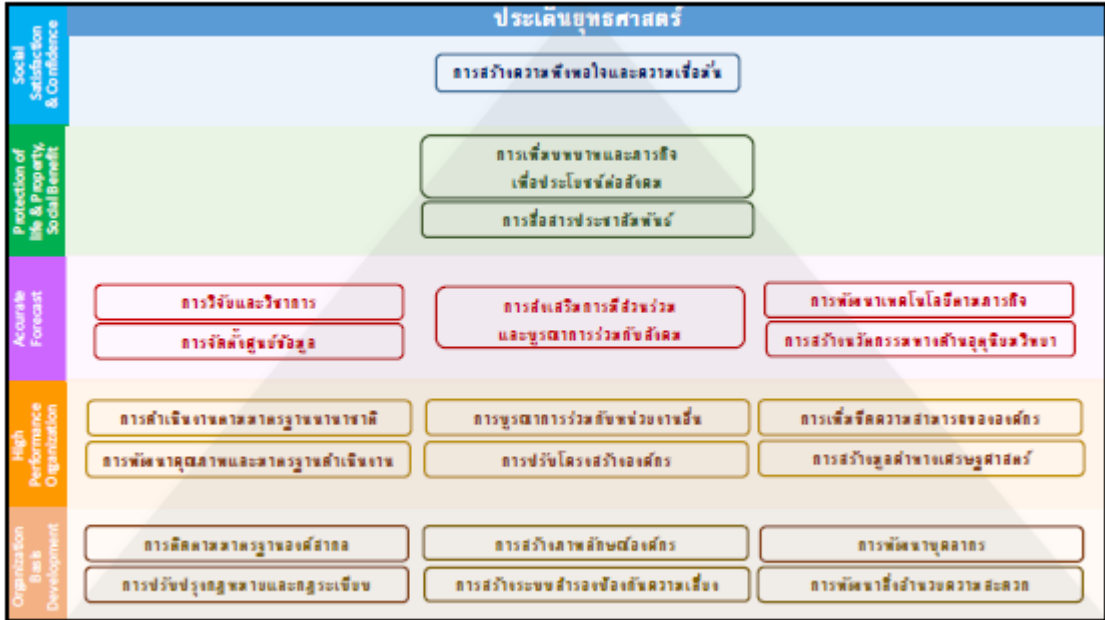 ประเด็นยุทธศาสตร์
Social
Satisfaction
& Confidence
การสร้างความพึงพอใจและความเชื่อมั่น
Protection of
life & Property,
Social Benefit
การเพิ่มบทบาทและภารกิจ
เพื่อประโยชน์ต่อสังคม
การสื่อสารประชาสัมพันธ์
Accurate
Forecast
การวิจัยและวิชาการ
การจัดตั้งศูนย์ข้อมูล
การส่งเสริมการมีส่วนร่วม
และบูรณาการร่วมกับสังคม
การพัฒนาเทคโนโลยีตามภารกิจ
การสร้างนวัตกรรมทางด้านอุตุนิยมวิทยา
High
Performance
Organization
การดำเนินงานตามมาตรฐานนานาชาติ
การบูรณาการร่วมกับหน่วยงานอื่น
การเพิ่มขีดความสามารถขององค์กร
การพัฒนาคุณภาพและมาตรฐานดำเนินงาน
การปรับโครงสร้างองค์กร
การสร้างมูลค่าทางเศรษฐศาสตร์
Organization
Basis
Development
การติดตามมาตรฐานองค์สากล
การสร้างภาพลักษณ์องค์กร
การพัฒนาบุคลากร
การปรับปรุงกฎหมายและกฎระเบียบ
การสร้างระบบสำรองป้องกันความเสี่ยง
การพัฒนาสิ่งอำนวยความสะดวก